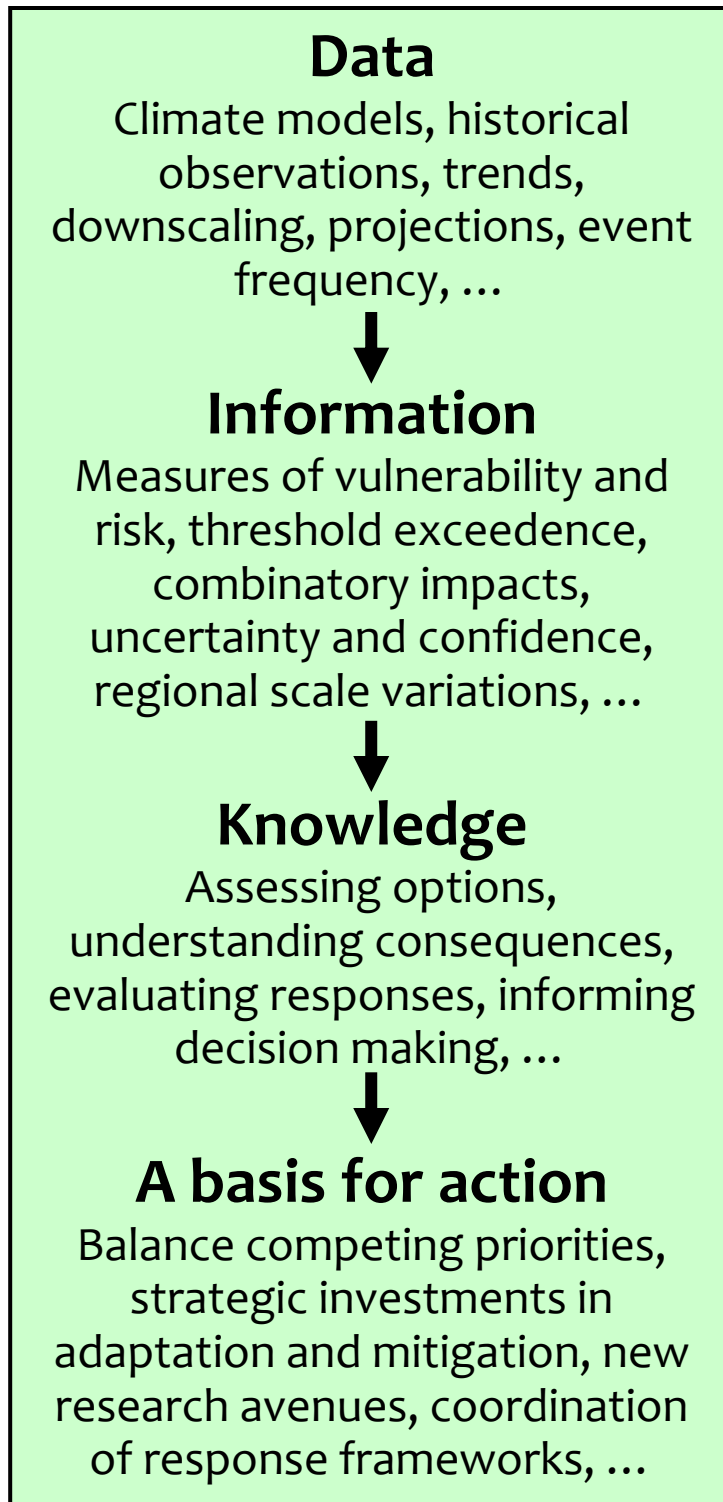 Data
Climate models, historical
observations, trends,
downscaling, projections, event
frequency, …
Information
Measures of vulnerability and
risk, threshold exceedence,
combinatory impacts,
uncertainty and confidence,
regional scale variations, …
Knowledge
Assessing options,
understanding consequences,
evaluating responses, informing
decision making, …
A basis for action
Balance competing priorities,
strategic investments in
adaptation and mitigation, new
research avenues, coordination
of response frameworks, …